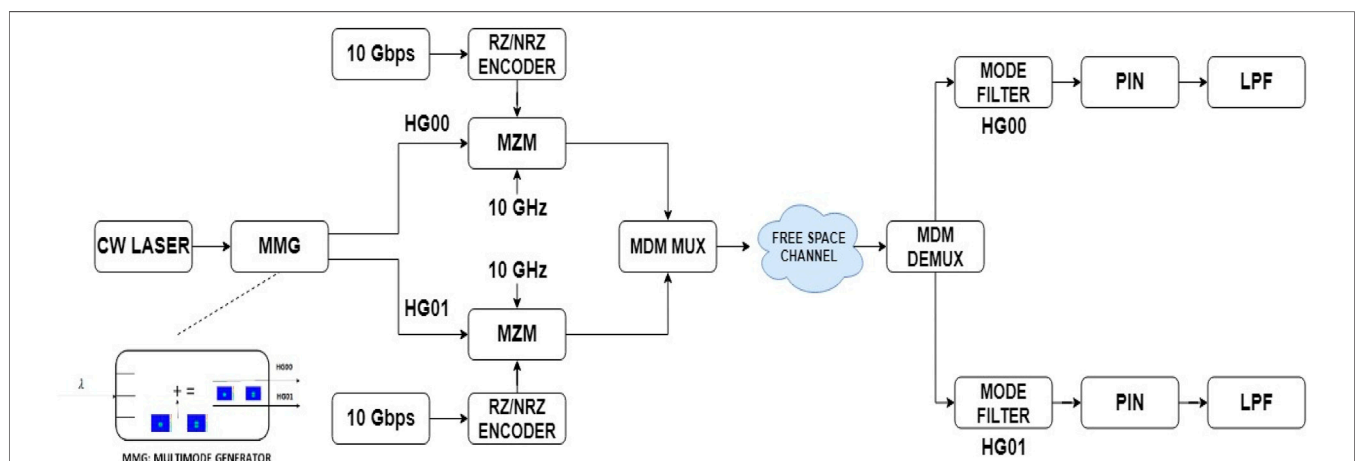 10 Gbps
RZ/NRZ
ENCODER
HG00
MZM
10 GHz
CW LASER
MMG
10 GHz
HG01
MZM
10 Gbps
RZ/NRZ
ENCODER
MDM MUX
FREE SPACE
CHANNEL
MDM
DEMUX
MODE
FILTER
HG00
PIN
LPF
MODE
FILTER
HG01
PIN
LPF
λ
+ =
HG00
HG01
MMG: MULTIMODE GENERATOR